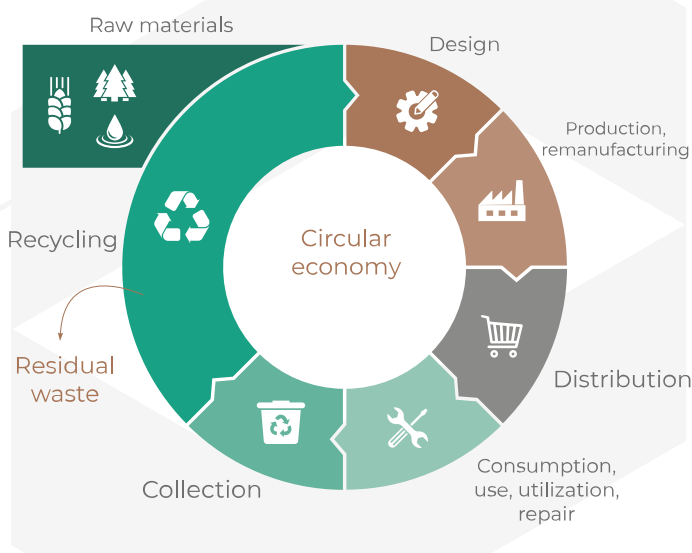 Raw materials
Design
Production,
remanufacturing
Recycling
Circular
economy
Residual
waste
Distribution
Collection
Consumption,
use, utilization,
repair